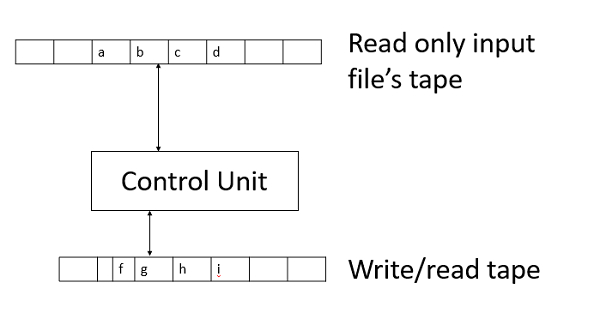 a b c d
Read only input
file's tape
Control Unit
f g h i
Write/read tape